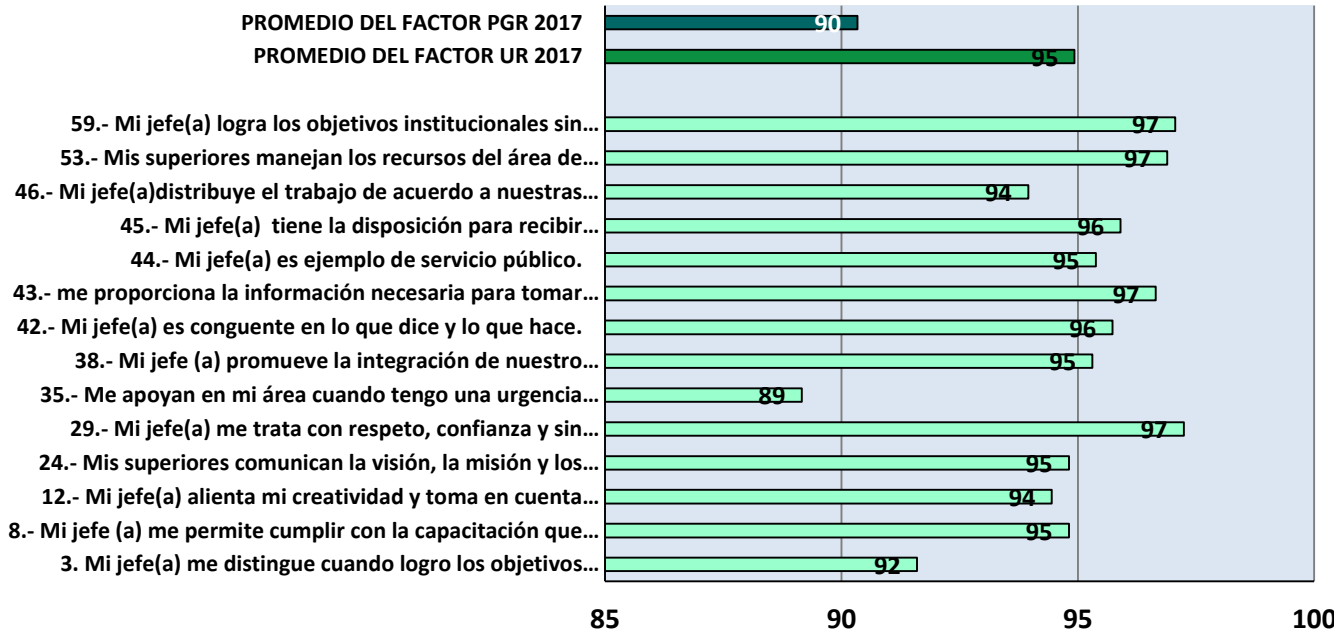 PROMEDIO DEL FACTOR PGR 2017 90
PROMEDIO DEL FACTOR UR 2017 95
59.- Mi jefe(a) logra los objetivos institucionales sin... 97
53.- Mis superiores manejan los recursos del área de... 97
46.- Mi jefe(a)distribuye el trabajo de acuerdo a nuestras... 94
45.- Mi jefe(a)  tiene la disposición para recibir... 96
44.- Mi jefe(a) es ejemplo de servicio público. 95
43.- me proporciona la información necesaria para tomar... 97
42.- Mi jefe(a) es conguente en lo que dice y lo que hace. 96
38.- Mi jefe (a) promueve la integración de nuestro... 95
35.- Me apoyan en mi área cuando tengo una urgencia... 89
29.- Mi jefe(a) me trata con respeto, confianza y sin... 97
24.- Mis superiores comunican la visión, la misión y los... 95
12.- Mi jefe(a) alienta mi creatividad y toma en cuenta... 94
8.- Mi jefe (a) me permite cumplir con la capacitación que... 95
3. Mi jefe(a) me distingue cuando logro los objetivos... 92
85 90 95 100